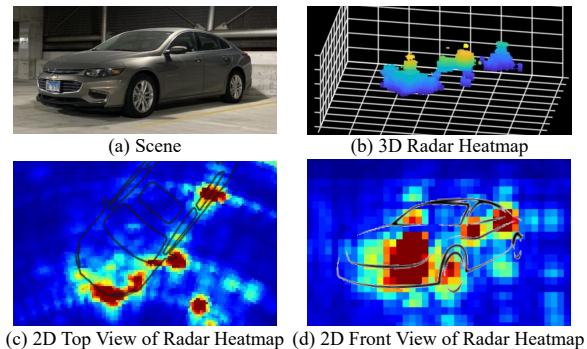 (a) Scene
(b) 3D Radar Heatmap
(c) 2D Top View of Radar Heatmap
(d) 2D Front View of Radar Heatmap